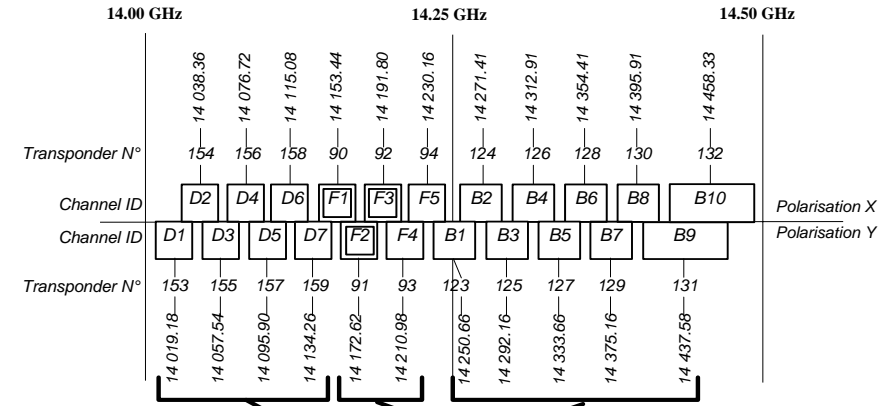 14.00 GHz 14.25 GHz 14.50 GHz
14 038.36 14 076.72 14 115.08 14 153.44 14 191.80 14 230.16 14 271.41 14 312.91 14 354.41 14 395.91 14 458.33
Transponder N° 154 156 158 90 92 94 124 126 128 130 132
Channel ID D2 D4 D6 F1 F3 F5 B2 B4 B6 B8 B10 Polarisation X
Channel ID D1 D3 D5 D7 F2 F4 B1 B3 B5 B7 B9 Polarisation Y
Transponder N° 153 155 157 159 91 93 123 125 127 129 131
14 019.18 14 057.54 14 095.90 14 134.26 14 172.62 14 210.98 14 250.66 14 292.16 14 333.66 14 375.16 14 437.58